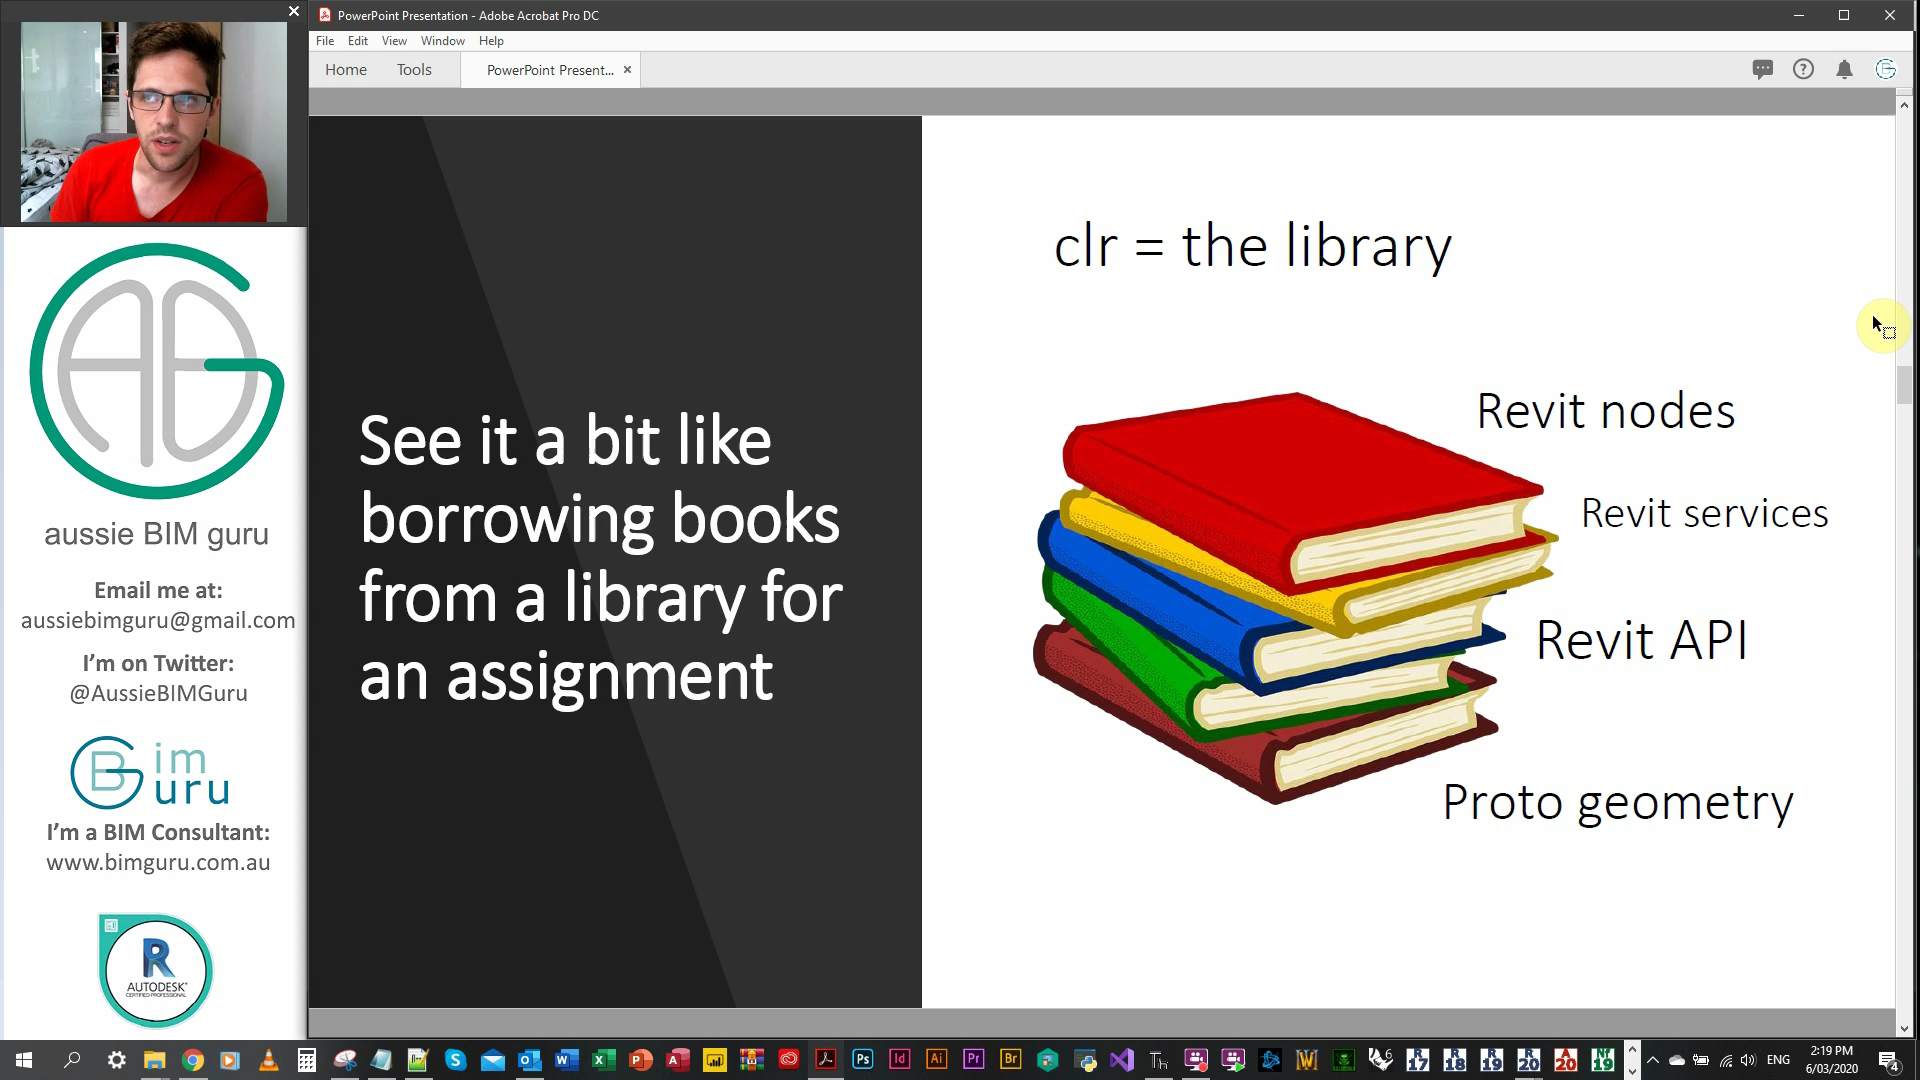 PowerPoint Presentation - Adobe Acrobat Pro DC
File Edit View Window Help
Home Tools PowerPoint Present...
clr = the library
See it a bit like
borrowing books
from a library for
an assignment
Revit nodes
Revit services
Revit API
Proto geometry
aussie BIM guru
Email me at:
aussiebimguru@gmail.com
I'm on Twitter:
@AussieBIMGuru
B im
G uru
I'm a BIM Consultant:
www.bimguru.com.au
R
AUTODESK
CERTIFIED PROFESSIONAL
ENG
2:19 PM
6/03/2020
4